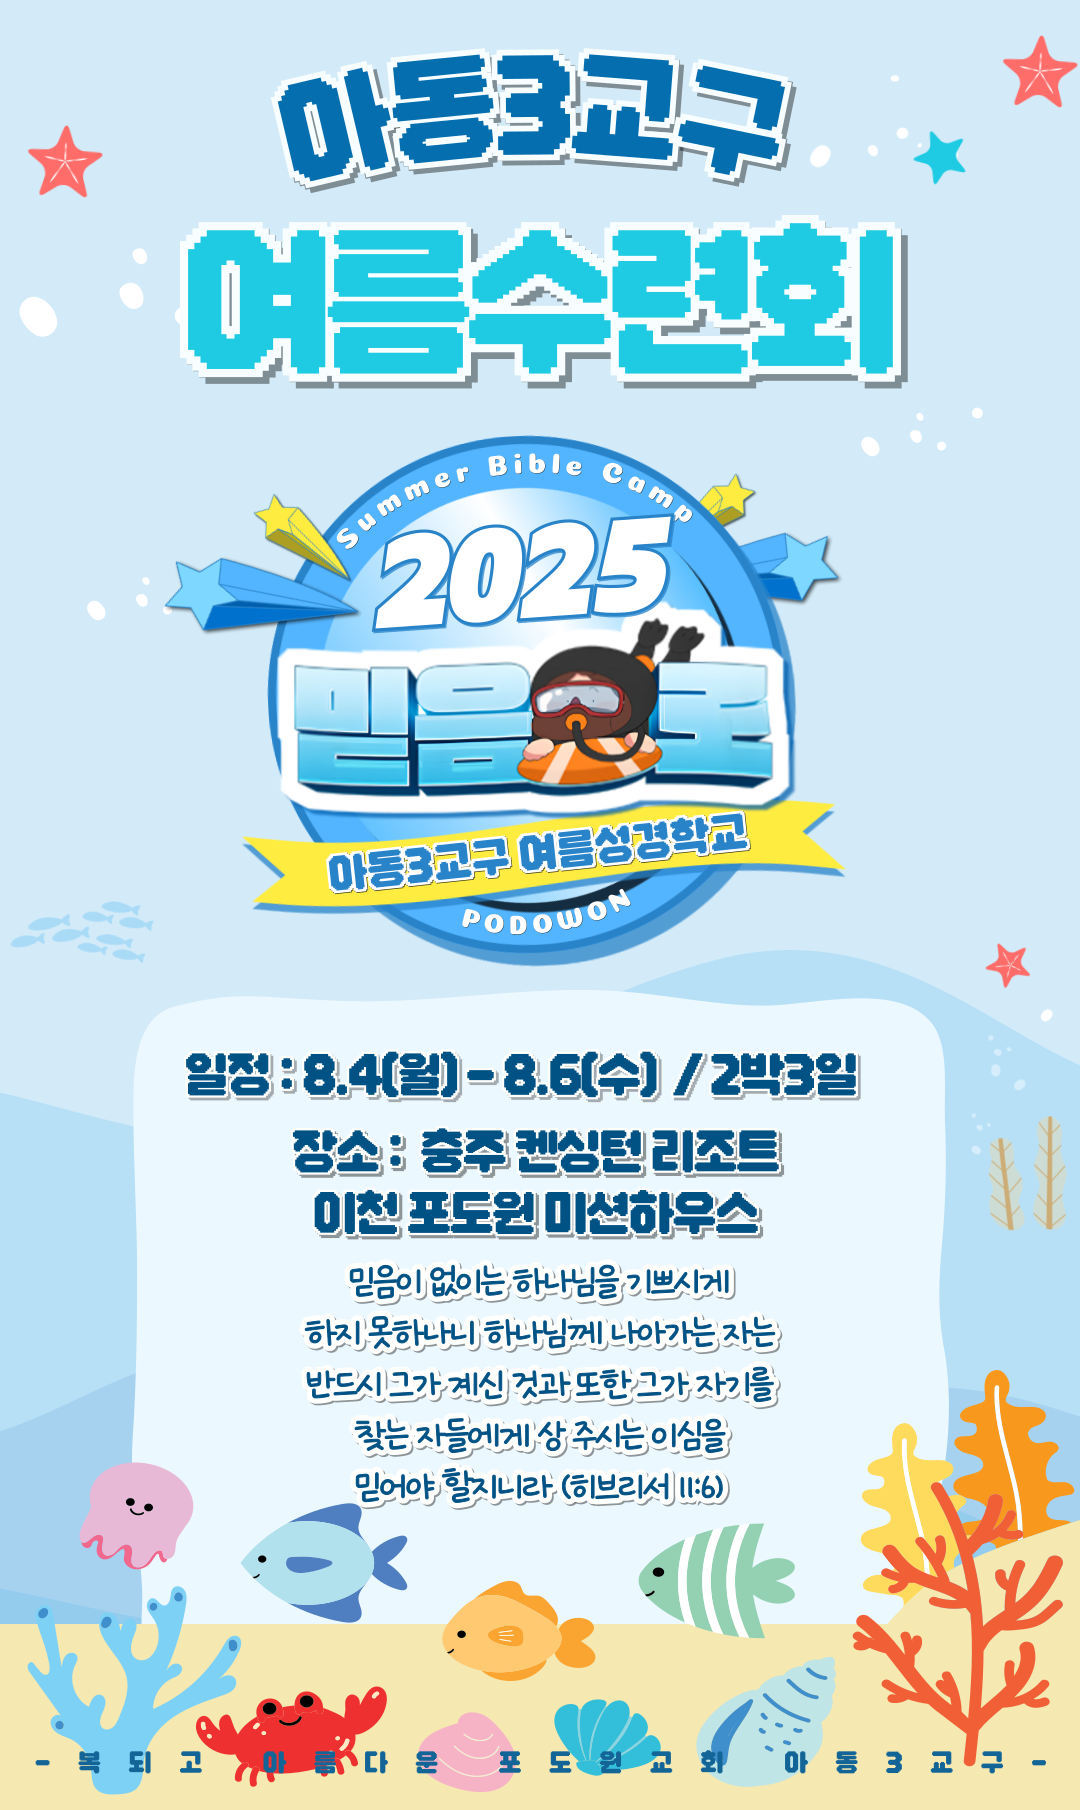 아동3교구
여름수련회
Summer Bible Camp
2025
믿음 로
아동3교구 여름성경학교
PODOWON
일정 : 8.4(월) - 8.6(수) / 2박3일
장소 : 충주 켄싱턴 리조트
이천 포도원 미션하우스
믿음이 없이는 하나님을 기쁘시게
하지 못하나니 하나님께 나아가는 자는
반드시 그가 계신 것과 또한 그가 자기를
찾는 자들에게 상 주시는 이심을
믿어야 할지니라 (히브리서 11:6)
- 복되고 아름다운 포도원교회 아동3교구 -